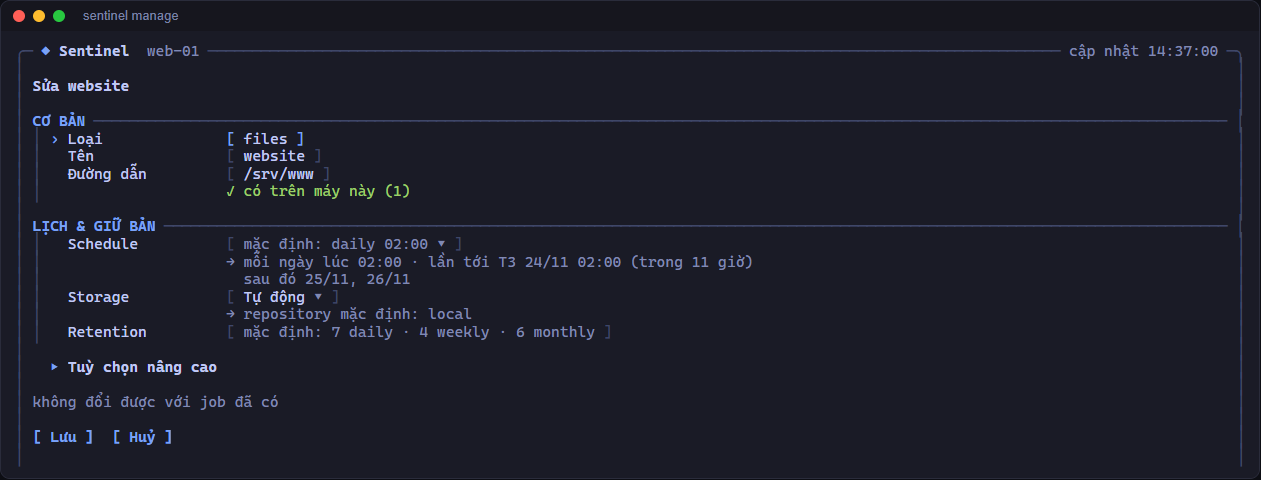 sentinel manage
◆ Sentinel web-01 cập nhật 14:37:00
Sửa website
CƠ BẢN
› Loại [ files ]
Tên [ website ]
Đường dẫn [ /srv/www ]
✓ có trên máy này (1)
LỊCH & GIỮ BẢN
Schedule [ mặc định: daily 02:00 ▾ ]
→ mỗi ngày lúc 02:00 · lần tới T3 24/11 02:00 (trong 11 giờ)
sau đó 25/11, 26/11
Storage [ Tự động ▾ ]
→ repository mặc định: local
Retention [ mặc định: 7 daily · 4 weekly · 6 monthly ]
▸ Tuỳ chọn nâng cao
không đổi được với job đã có
[ Lưu ] [ Huỷ ]